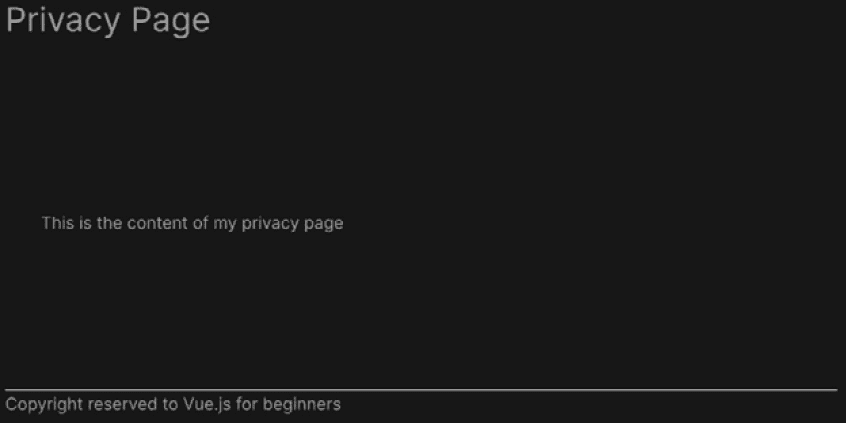 Privacy Page
This is the content of my privacy page
Copyright reserved to Vue.js for beginners